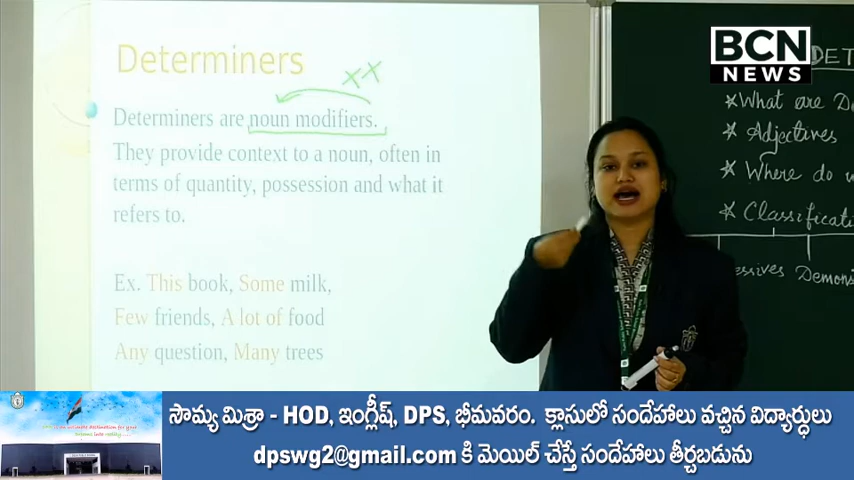 Determiners
xx
Determiners are noun modifiers.
They provide context to a noun, often in
terms of quantity, possession and what it
refers to.
Ex. This book, Some milk,
Few friends, A lot of food
Any question, Many trees
BCN
NEWS
DET
*What are De
* Adjectives
* Where do
* Classificati
essives Demons
సౌమ్య మిశ్రా - HOD, ఇంగ్లీష్, DPS, భీమవరం. క్లాసులో సందేహాలు వచ్చిన విద్యార్ధులు
dpswg2@gmail.com కి మెయిల్ చేస్తే సందేహాలు తీర్చబడును